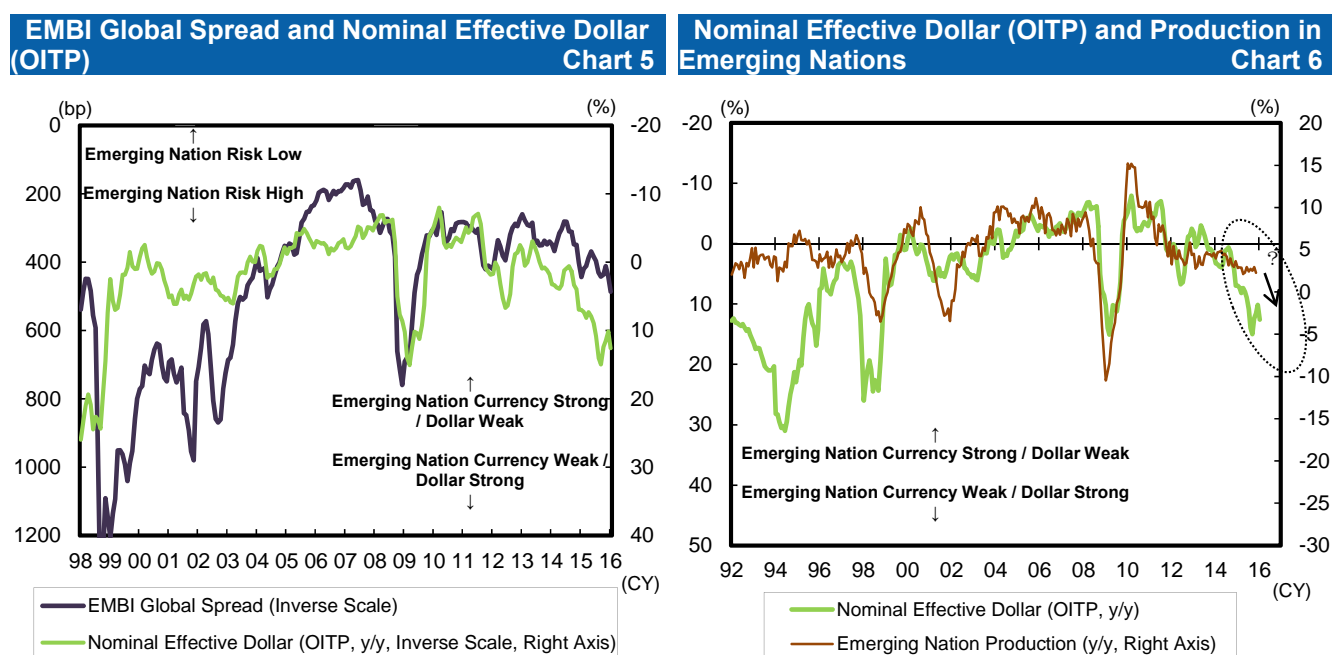 EMBI Global Spread and Nominal Effective Dollar
(OITP) Chart 5
(bp)
(%)
0
200
400
600
800
1000
1200
-20
-10
0
10
20
30
40
↑
Emerging Nation Risk Low
Emerging Nation Risk High
↓
↑
Emerging Nation Currency Strong
/ Dollar Weak
Emerging Nation Currency Weak /
Dollar Strong
↓
98 99 00 01 02 03 04 05 06 07 08 09 10 11 12 13 14 15 16
(CY)
EMBI Global Spread (Inverse Scale)
Nominal Effective Dollar (OITP, y/y, Inverse Scale, Right Axis)
Nominal Effective Dollar (OITP) and Production in
Emerging Nations Chart 6
(%)
(%)
-20
-10
0
10
20
30
40
50
20
15
10
5
0
-5
-10
-15
-20
-25
-30
?
↑
Emerging Nation Currency Strong / Dollar Weak
Emerging Nation Currency Weak / Dollar Strong
↓
92 94 96 98 00 02 04 06 08 10 12 14 16
(CY)
Nominal Effective Dollar (OITP, y/y)
Emerging Nation Production (y/y, Right Axis)